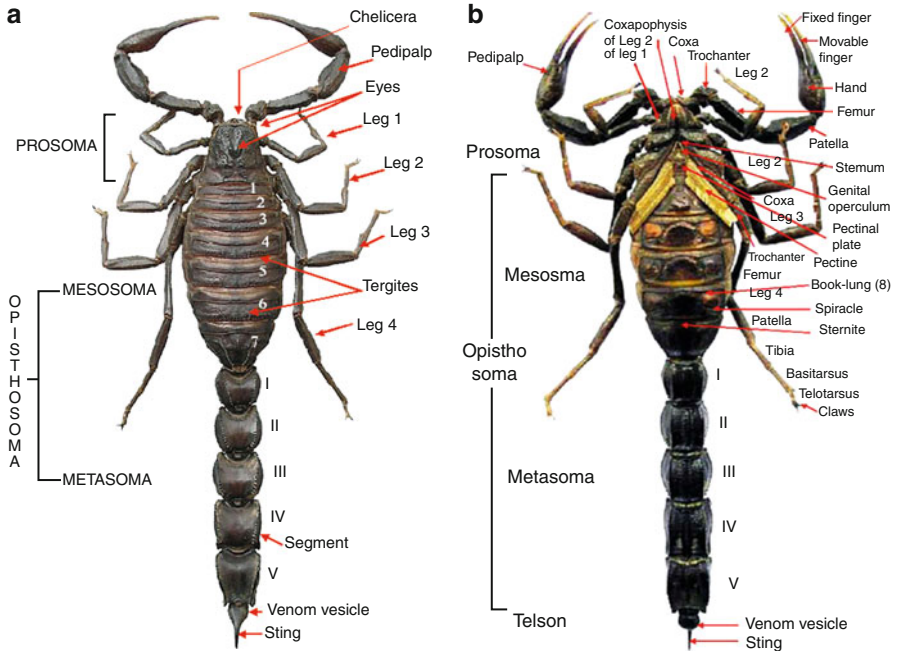 a
Chelicera
Pedipalp
Eyes
Leg 1
PROSOMA
Leg 2
Leg 3
1
2
3
4
5
6
7
Tergites
MESOSOMA
Leg 4
OPISTHOSOMA
I
II
III
METASOMA
IV
Segment
V
Venom vesicle
Sting
b
Coxapophysis
of Leg 2
of leg 1
Coxa
Trochanter
Fixed finger
Movable
finger
Pedipalp
Leg 2
Hand
Femur
Patella
Prosoma
Leg 2
Stemum
Genital
operculum
Coxa
Leg 3
Pectinal
plate
Trochanter
Pectine
Mesosma
Femur
Leg 4
Book-lung (8)
Spiracle
Patella
Sternite
Opistho
soma
Tibia
Basitarsus
Telotarsus
Claws
I
II
III
Metasoma
IV
V
Telson
Venom vesicle
Sting